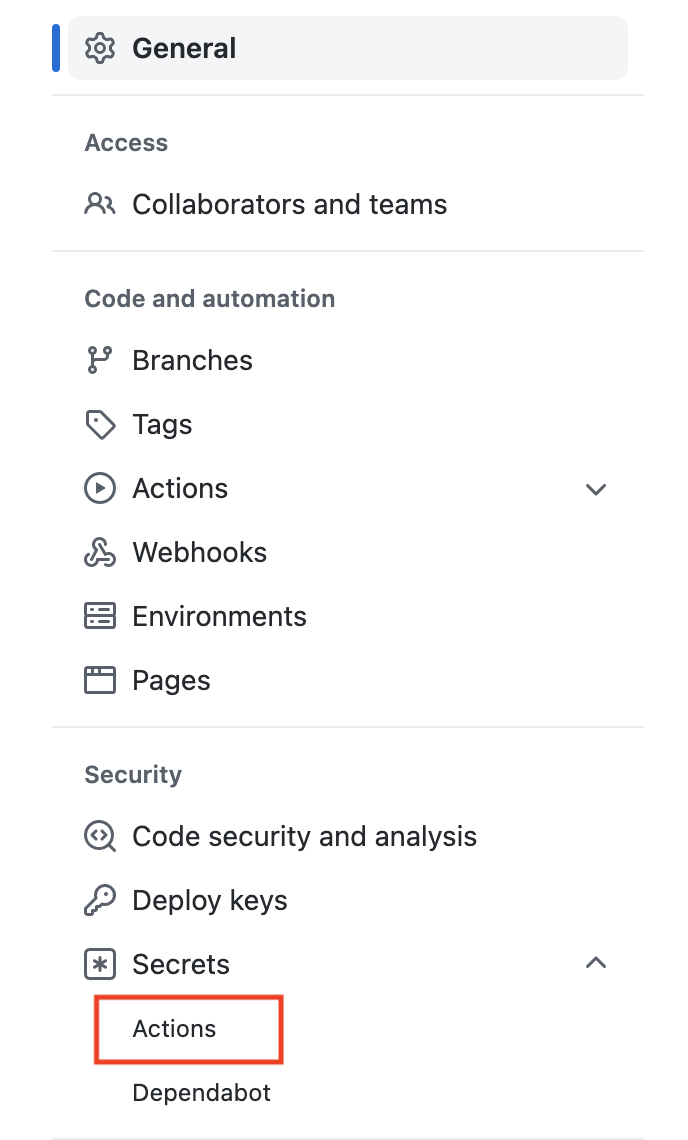 General
Access
Collaborators and teams
Code and automation
Branches
Tags
Actions
Webhooks
Environments
Pages
Security
Code security and analysis
Deploy keys
Secrets
Actions
Dependabot